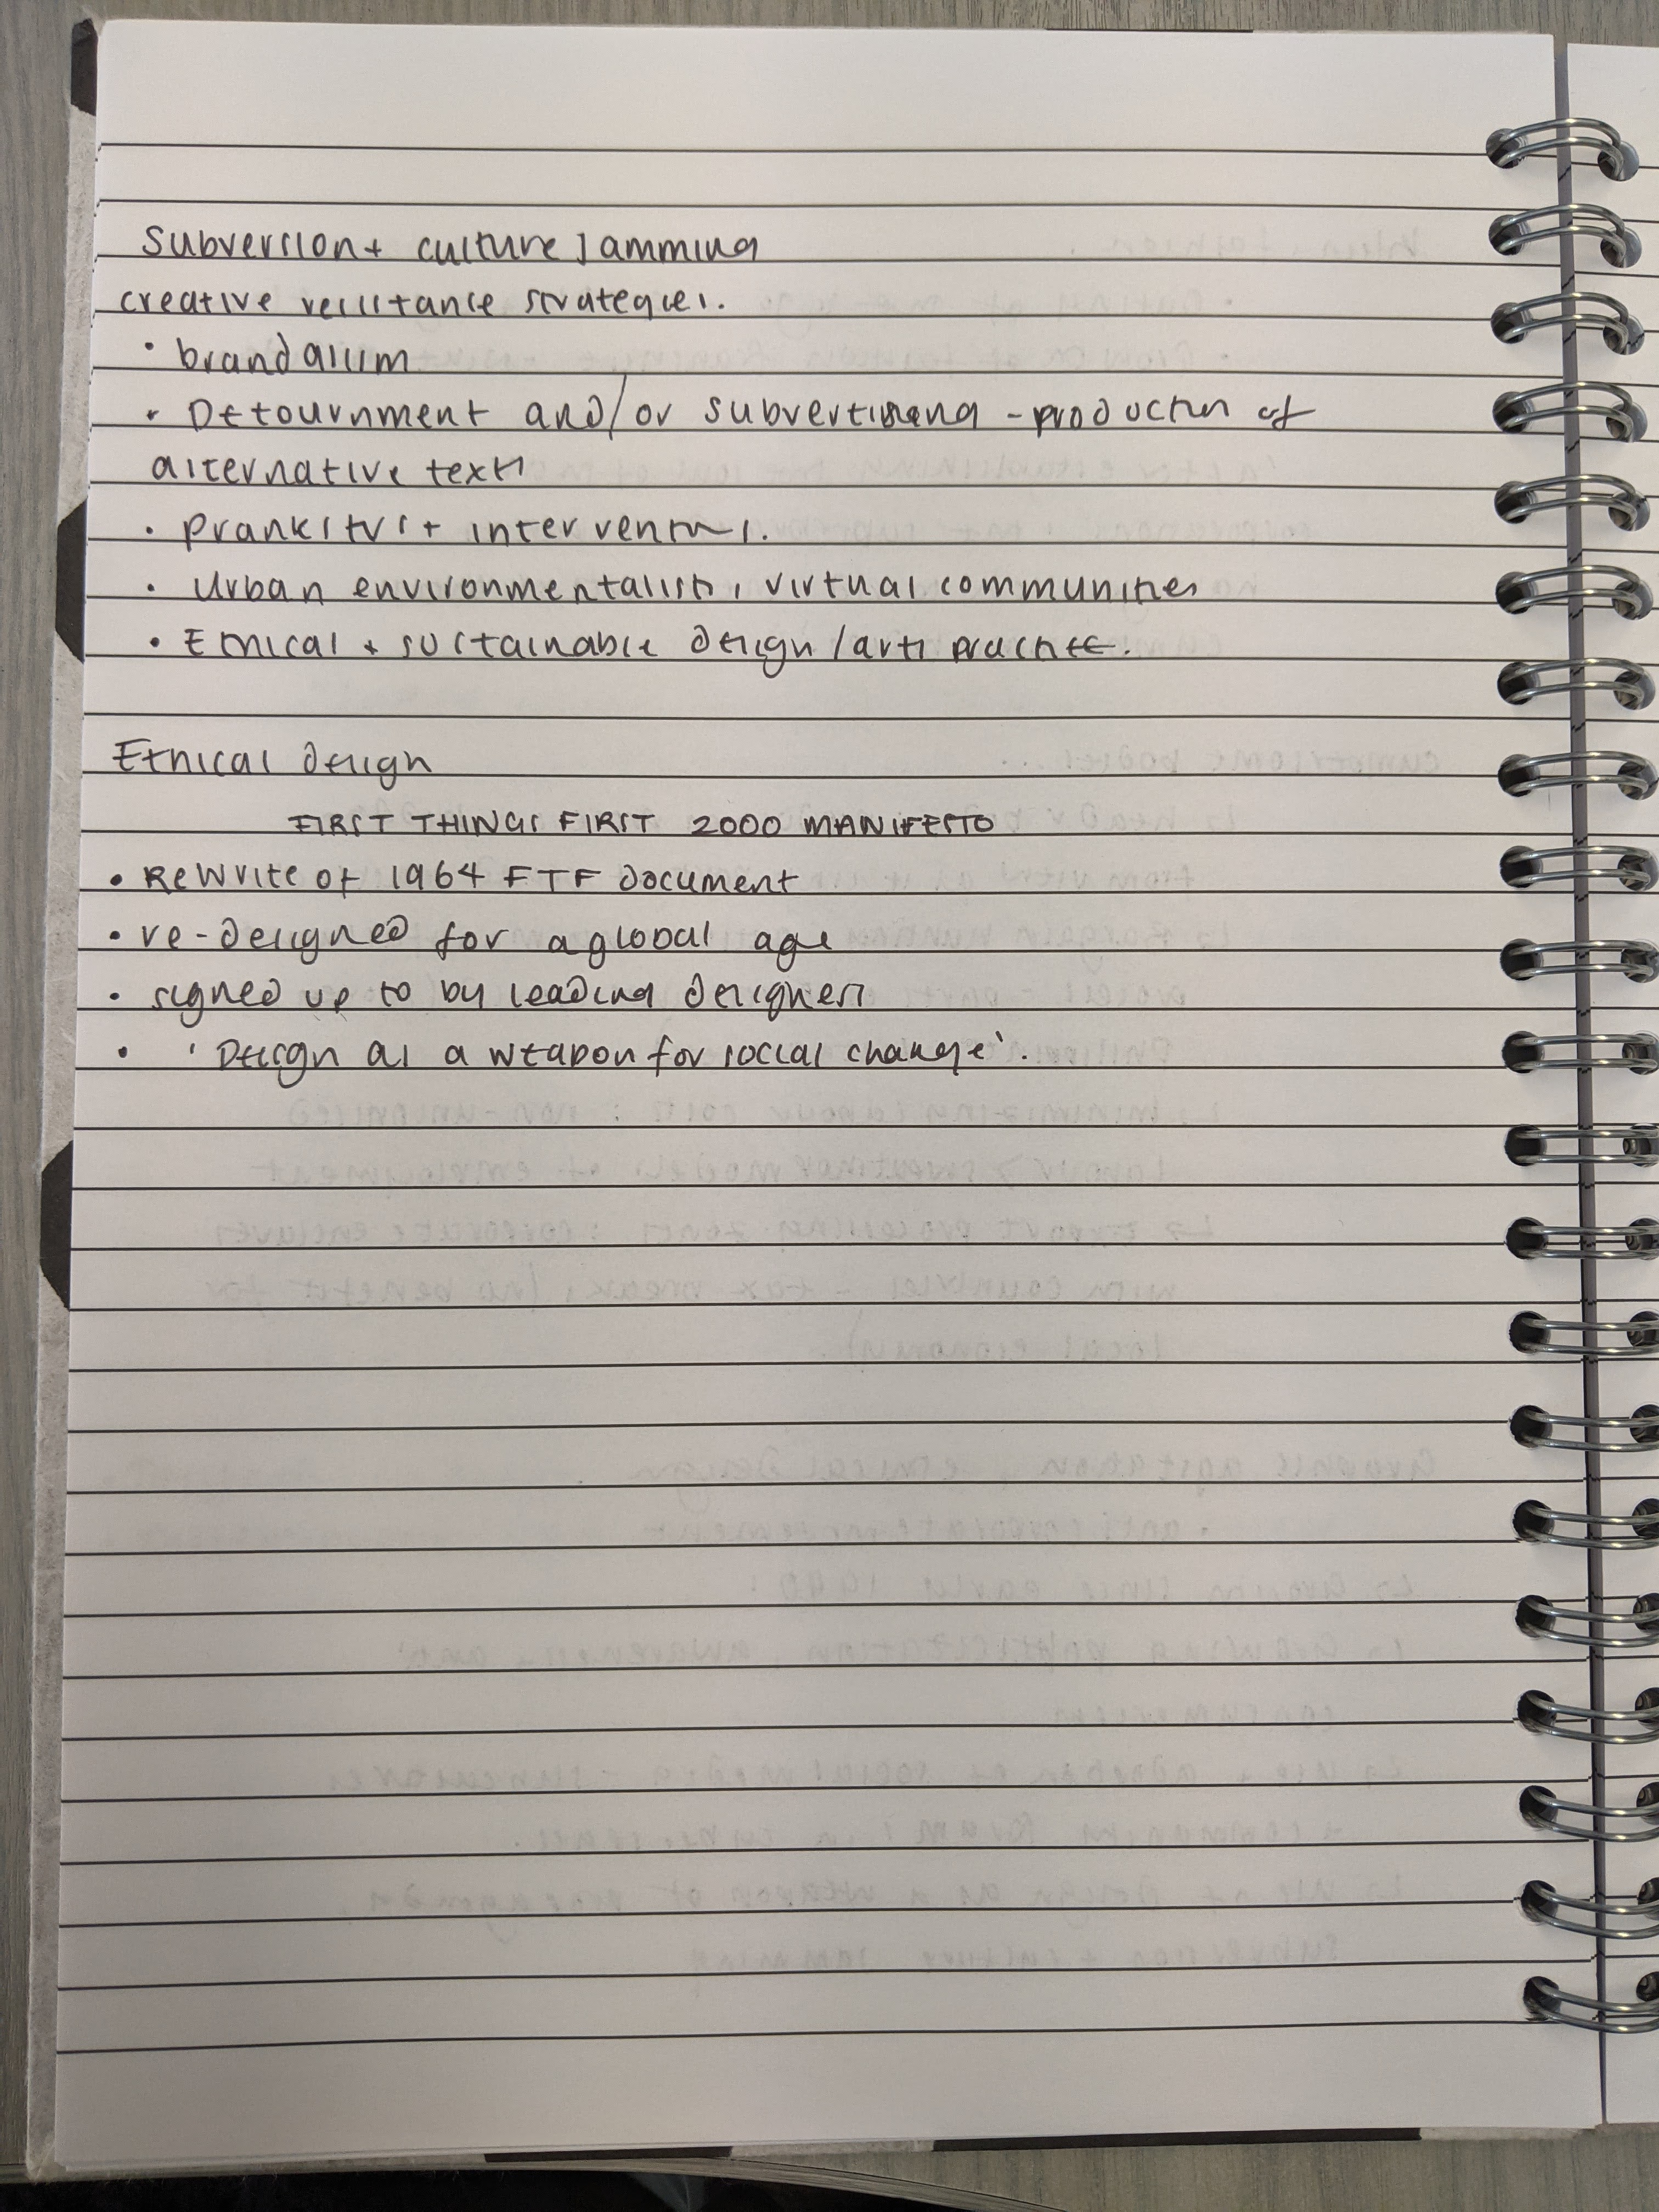 Subversion + culture jamming
creative resistance strategies.
• brandalism
• Detournment and/or subvertising - production of
alternative texts
• Pranksters + interventions.
• Urban environmentalists, virtual communities
• Ethical + sustainable design/arts practice.
Ethical design
FIRST THINGS FIRST 2000 MANIFESTO
• Rewrite of 1964 FTF document
• re-designed for a global age
• signed up to by leading designers
• 'Design as a weapon for social change'.